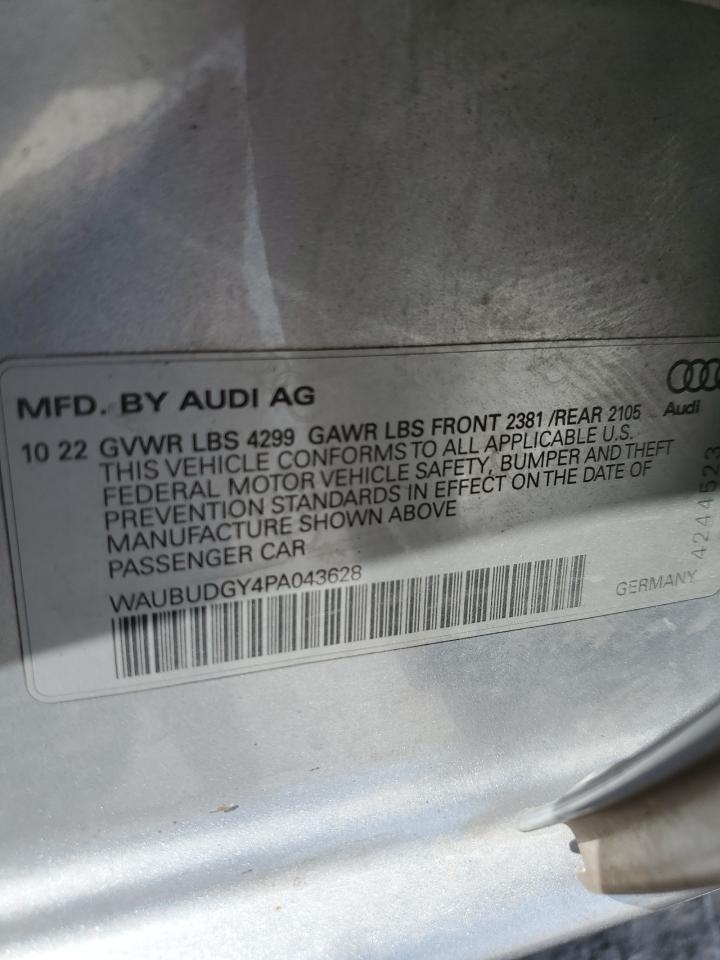 MFD. BY AUDI AG
Audi
10 22 GVWR LBS 4299 GAWR LBS FRONT 2381 /REAR 2105
THIS VEHICLE CONFORMS TO ALL APPLICABLE U.S.
FEDERAL MOTOR VEHICLE SAFETY, BUMPER AND THEFT
PREVENTION STANDARDS IN EFFECT ON THE DATE OF
MANUFACTURE SHOWN ABOVE
PASSENGER CAR
WAUBUDGY4PA043628
GERMANY
4244523